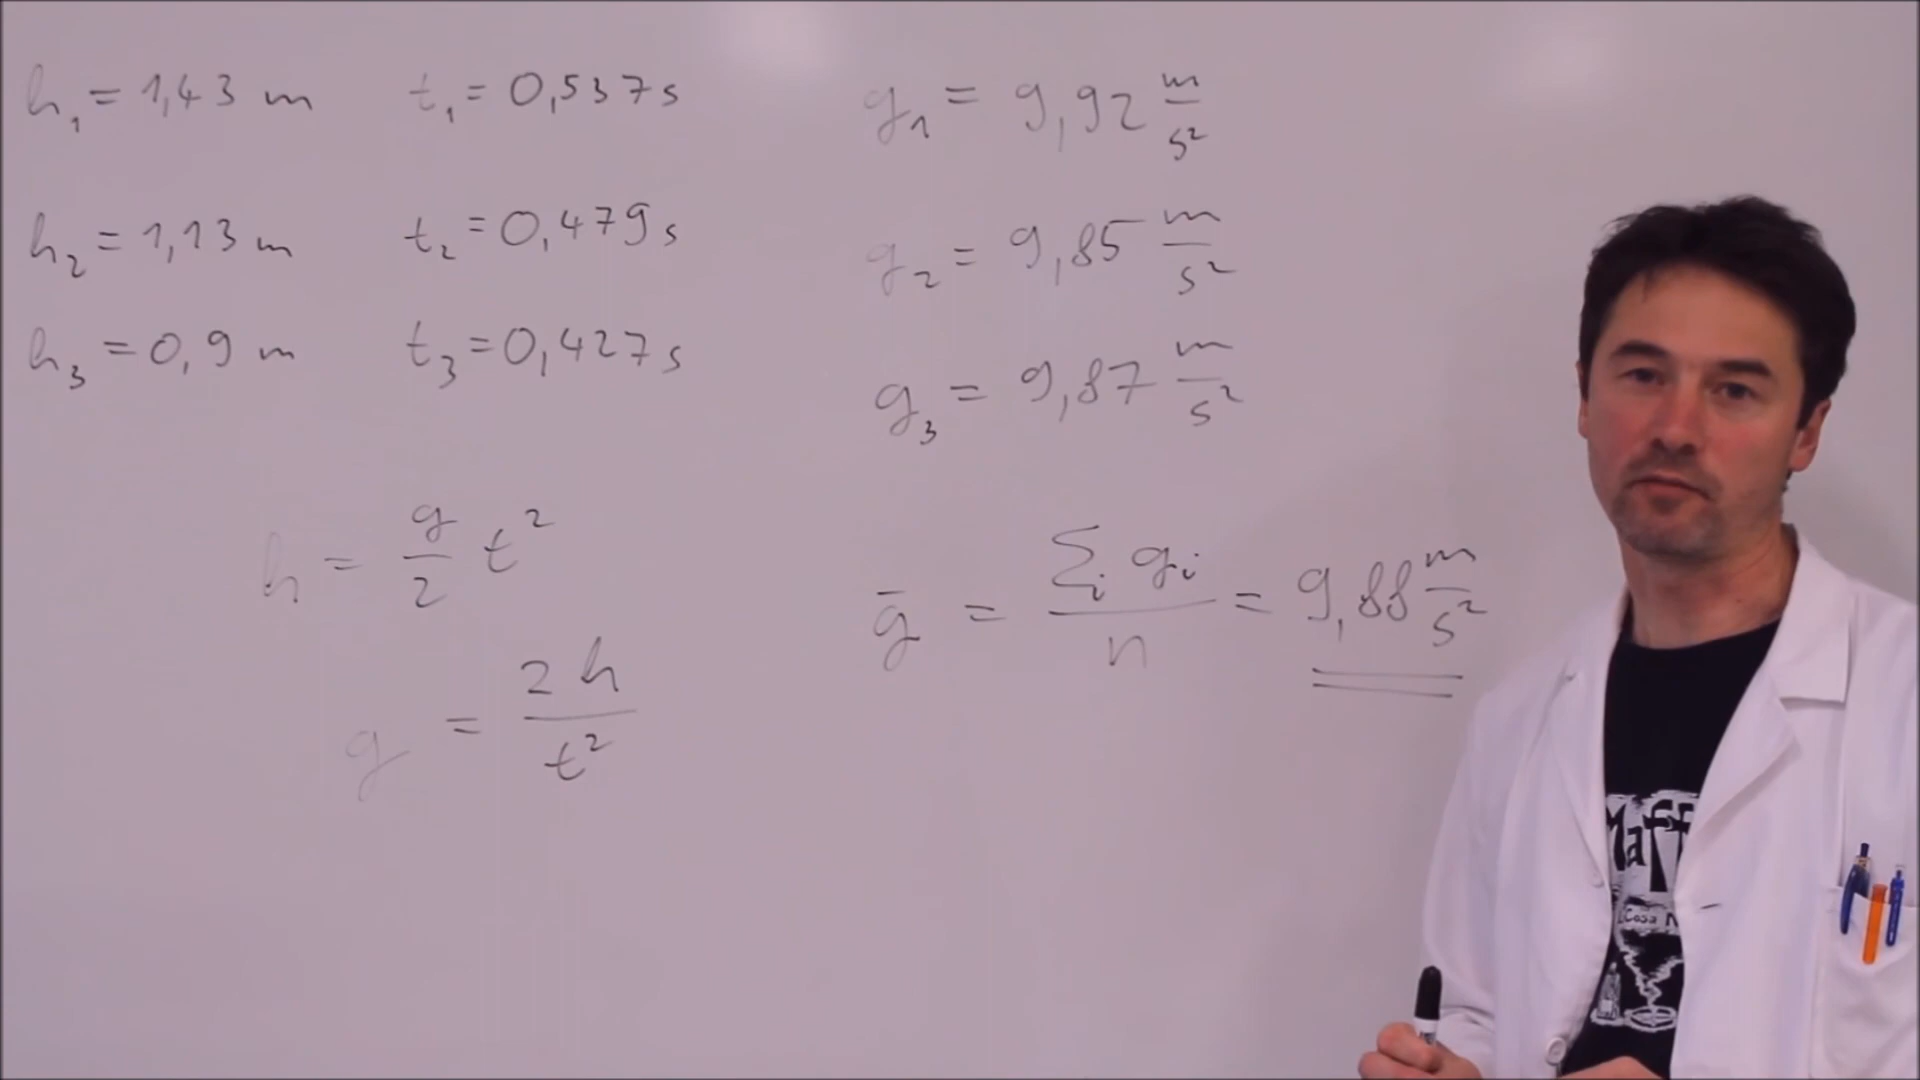 h₁ = 1,43 m t₁ = 0,537 s g₁ = 9,92 m/s²
h₂ = 1,13 m t₂ = 0,479 s g₂ = 9,85 m/s²
h₃ = 0,9 m t₃ = 0,427 s g₃ = 9,87 m/s²
h = g/2 t²
ḡ = Σᵢ gᵢ / n = 9,88 m/s²
g = 2h/t²